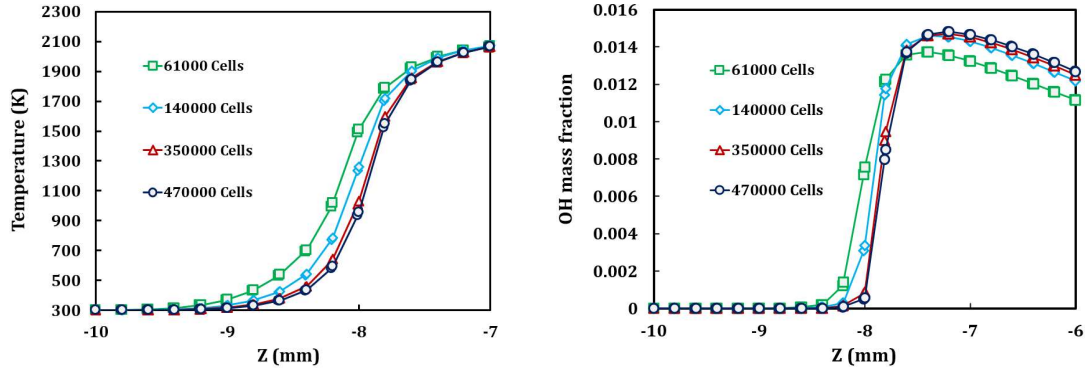 2300
2100
1900
1700
1500
1300
1100
900
700
500
300
Temperature (K)
61000 Cells
140000 Cells
350000 Cells
470000 Cells
-10
-9
-8
-7
Z (mm)
0.016
0.014
0.012
0.01
0.008
0.006
0.004
0.002
0
OH mass fraction
61000 Cells
140000 Cells
350000 Cells
470000 Cells
-10
-9
-8
-7
-6
Z (mm)